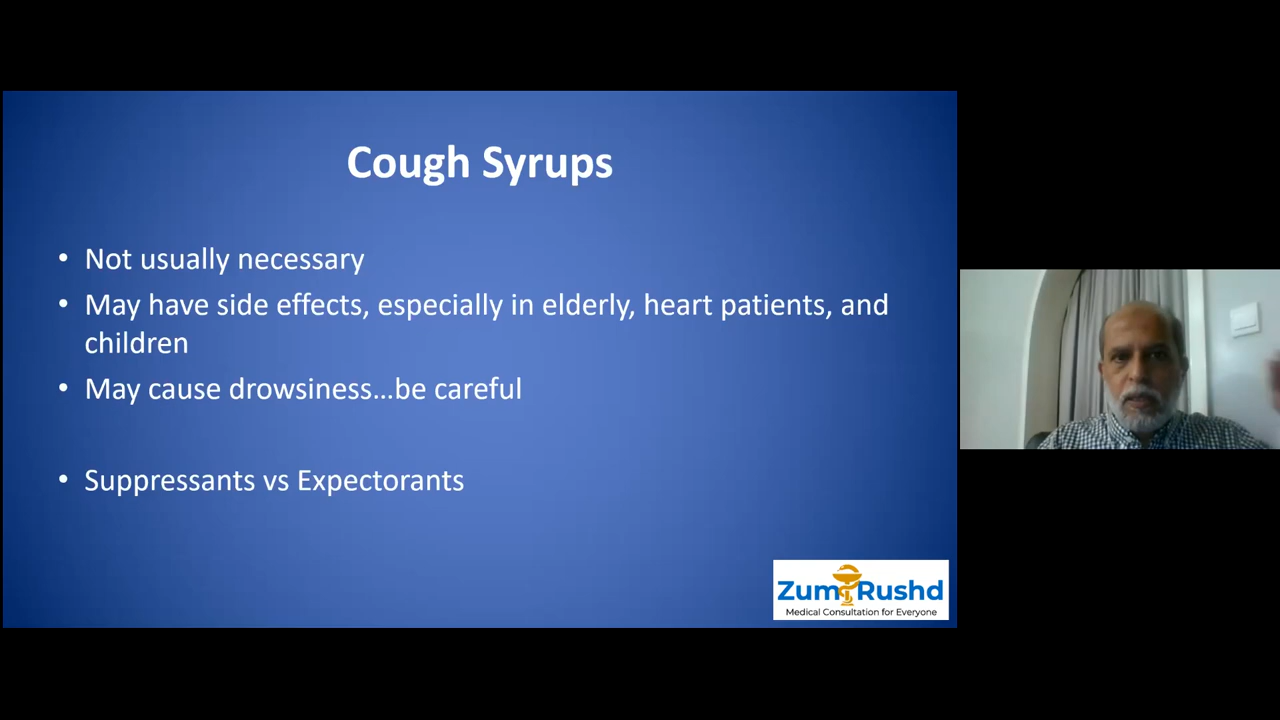 Cough Syrups
• Not usually necessary
• May have side effects, especially in elderly, heart patients, and
children
• May cause drowsiness...be careful
• Suppressants vs Expectorants
Zumrushd
Medical Consultation for Everyone